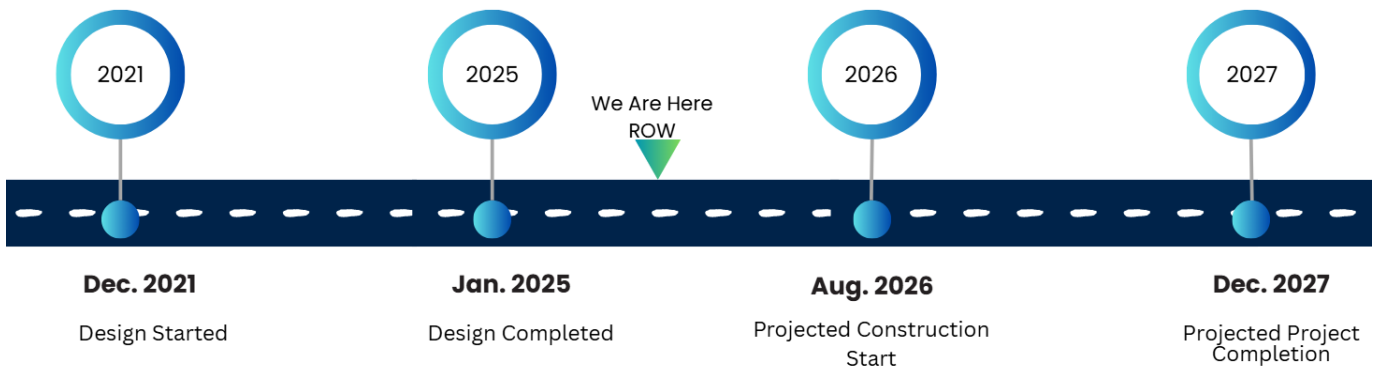 2021
2025
2026
2027
We Are Here
ROW
Dec. 2021
Jan. 2025
Aug. 2026
Dec. 2027
Design Started
Design Completed
Projected Construction
Start
Projected Project
Completion